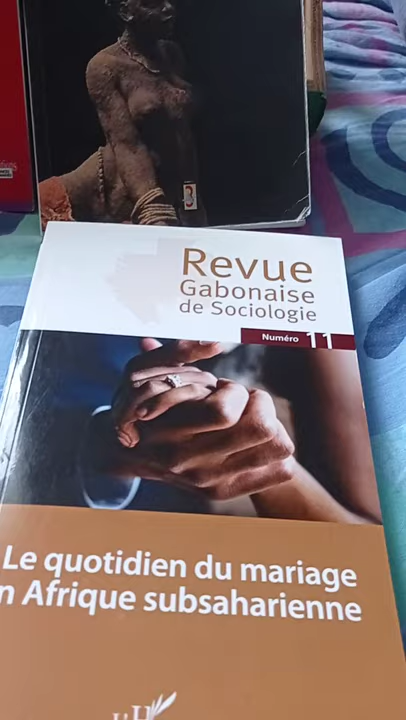 Revue
Gabonaise
de Sociologie
Numéro 11
Le quotidien du mariage
n Afrique subsaharienne
L'H